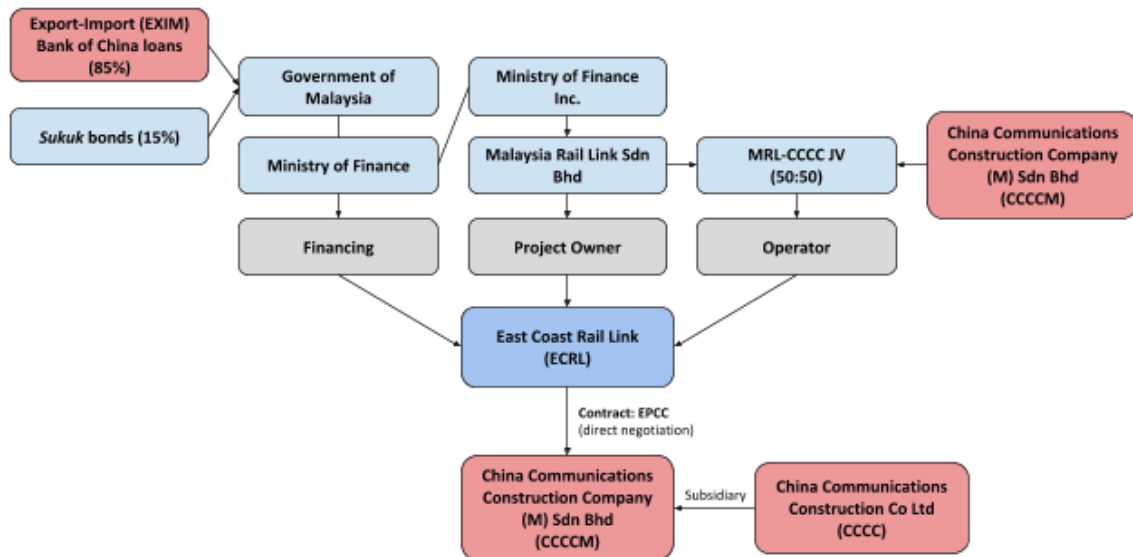 Export-Import (EXIM)
Bank of China loans
(85%)
Sukuk bonds (15%)
Government of
Malaysia
Ministry of Finance
Inc.
Ministry of Finance
Malaysia Rail Link Sdn
Bhd
MRL-CCCC JV
(50:50)
China Communications
Construction Company
(M) Sdn Bhd
(CCCCM)
Financing
Project Owner
Operator
East Coast Rail Link
(ECRL)
Contract: EPCC
(direct negotiation)
China Communications
Construction Company
(M) Sdn Bhd
(CCCCM)
Subsidiary
China Communications
Construction Co Ltd
(CCCC)